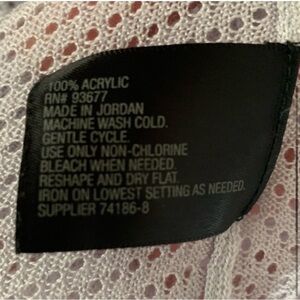 100% ACRYLIC
RN# 93677
MADE IN JORDAN
MACHINE WASH COLD.
GENTLE CYCLE.
USE ONLY NON-CHLORINE
BLEACH WHEN NEEDED.
RESHAPE AND DRY FLAT.
IRON ON LOWEST SETTING AS NEEDED.
SUPPLIER 74186-8